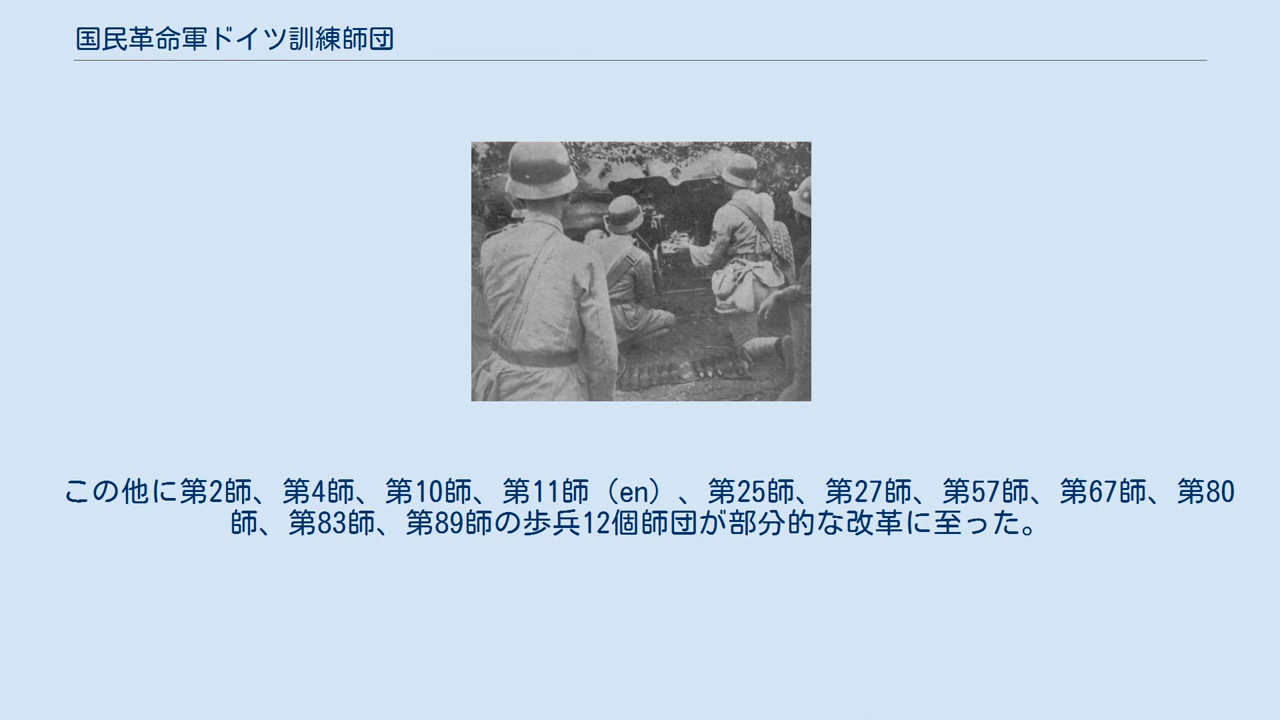 国民革命軍ドイツ訓練師団
この他に第2師、第4師、第10師、第11師（en）、第25師、第27師、第57師、第67師、第80
師、第83師、第89師の歩兵12個師団が部分的な改革に至った。